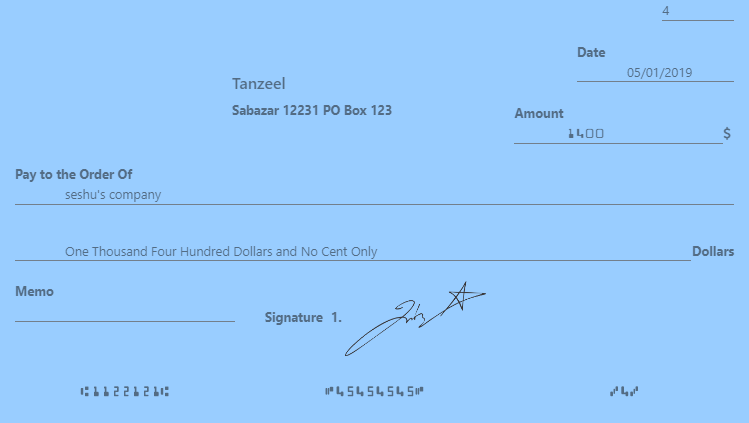 4
Date
05/01/2019
Tanzeel
Sabazar 12231 PO Box 123
Amount
1400 $
Pay to the Order Of
seshu's company
One Thousand Four Hundred Dollars and No Cent Only Dollars
Memo
Signature 1.
⑆1122121⑆ ⑈45454545⑈ ⑇4⑇